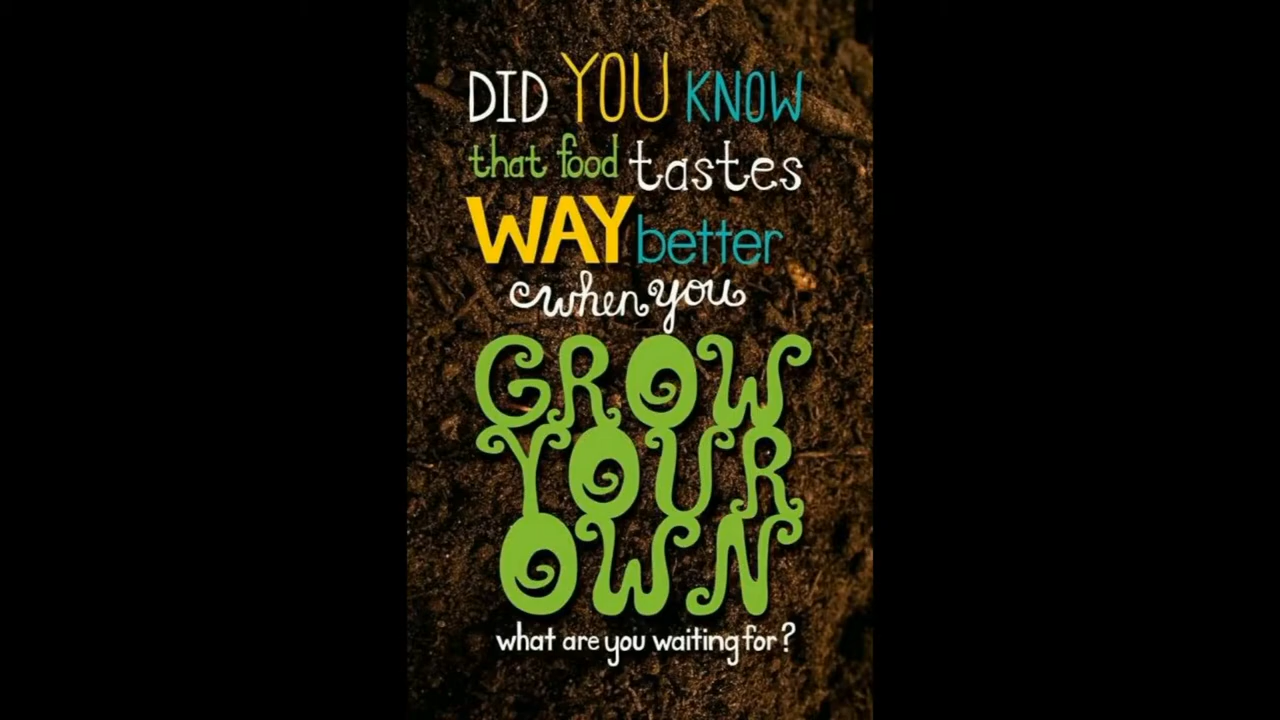 DID YOU KNOW
that food tastes
WAY better
when you
GROW
YOUR
OWN
what are you waiting for?